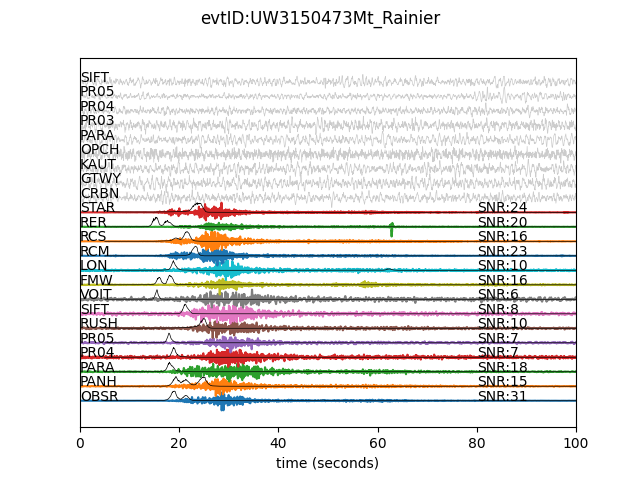 evtID:UW3150473Mt_Rainier
SIFT
PR05
PR04
PR03
PARA
OPCH
KAUT
GTWY
CRBN
STAR SNR:24
RER SNR:20
RCS SNR:16
RCM SNR:23
LON SNR:10
FMW SNR:16
VOIT SNR:6
SIFT SNR:8
RUSH SNR:10
PR05 SNR:7
PR04 SNR:7
PARA SNR:18
PANH SNR:15
OBSR SNR:31
0 20 40 60 80 100
time (seconds)